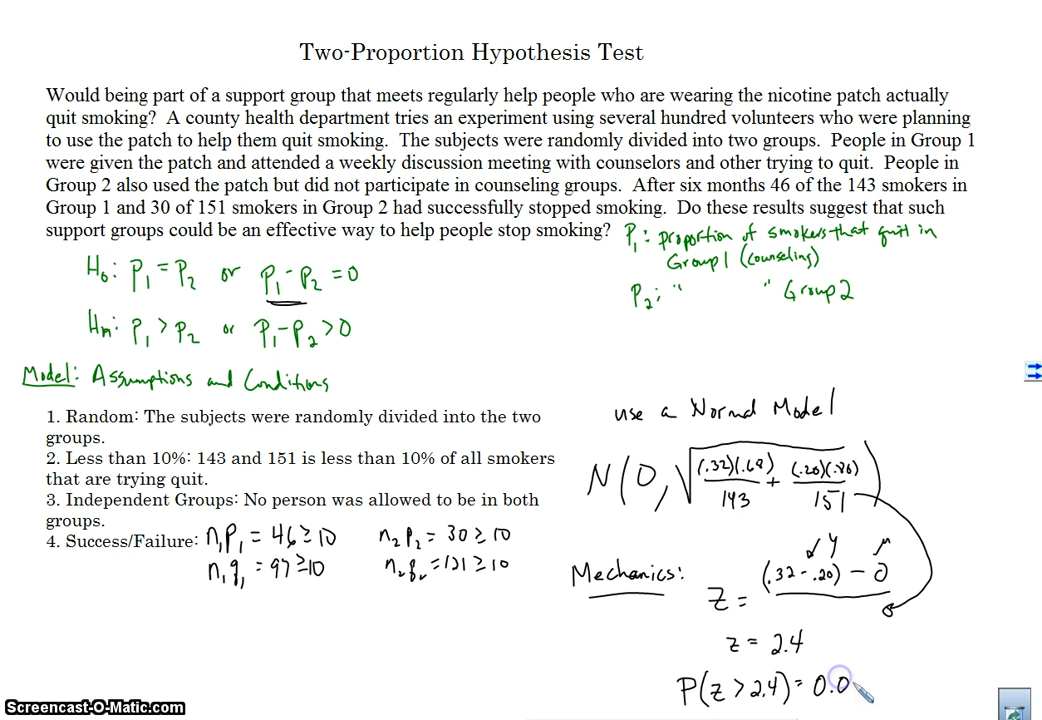 Two-Proportion Hypothesis Test
Would being part of a support group that meets regularly help people who are wearing the nicotine patch actually
quit smoking? A county health department tries an experiment using several hundred volunteers who were planning
to use the patch to help them quit smoking. The subjects were randomly divided into two groups. People in Group 1
were given the patch and attended a weekly discussion meeting with counselors and other trying to quit. People in
Group 2 also used the patch but did not participate in counseling groups. After six months 46 of the 143 smokers in
Group 1 and 30 of 151 smokers in Group 2 had successfully stopped smoking. Do these results suggest that such
support groups could be an effective way to help people stop smoking?
P₁: proportion of smokers that quit in
Group 1 (counseling)
P₂: " " Group 2
H₀: P₁ = P₂ or P₁ - P₂ = 0
Hₐ: P₁ > P₂ or P₁ - P₂ > 0
Model: Assumptions and Conditions
1. Random: The subjects were randomly divided into the two
groups.
2. Less than 10%: 143 and 151 is less than 10% of all smokers
that are trying quit.
3. Independent Groups: No person was allowed to be in both
groups.
4. Success/Failure: n₁P₁ = 46 ≥ 10 n₂P₂ = 30 ≥ 10
n₁q₁ = 97 ≥ 10 n₂q₂ = 121 ≥ 10
use a Normal Model
N(0, √((.32)(.68)/143 + (.20)(.80)/151))
Mechanics:
y μ
z = (.32 - .20) - 0
z = 2.4
P(z > 2.4) = 0.0
Screencast-O-Matic.com